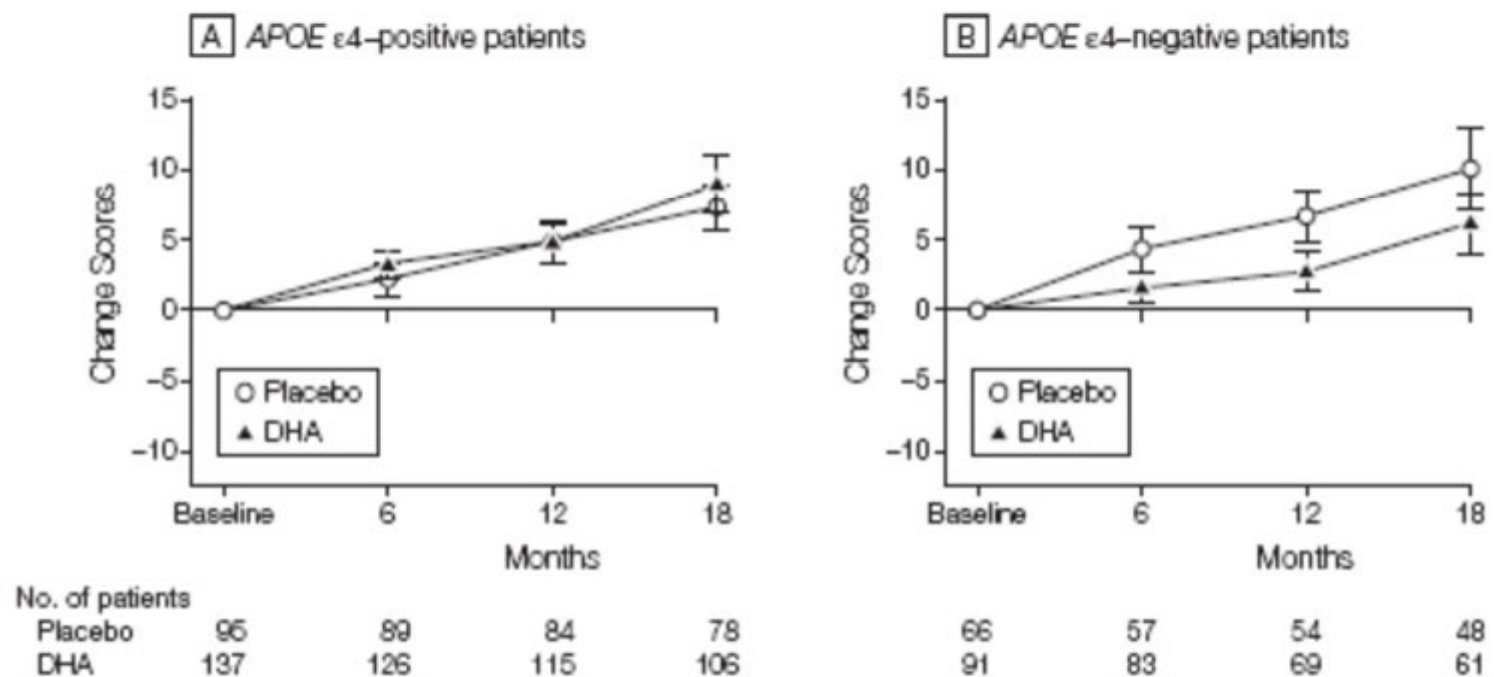 A APOE ε4–positive patients
15
10
5
0
–5
–10
Change Scores
Placebo
DHA
Baseline 6 12 18
Months
B APOE ε4–negative patients
15
10
5
0
–5
–10
Change Scores
Placebo
DHA
Baseline 6 12 18
Months
No. of patients
Placebo 95 89 84 78 66 57 54 48
DHA 137 126 115 106 91 83 69 61